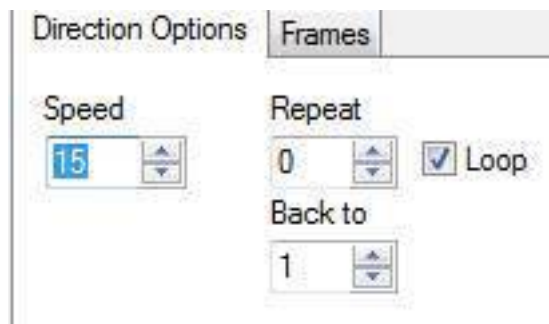 Direction Options Frames
Speed Repeat
15 0 Loop
Back to
1